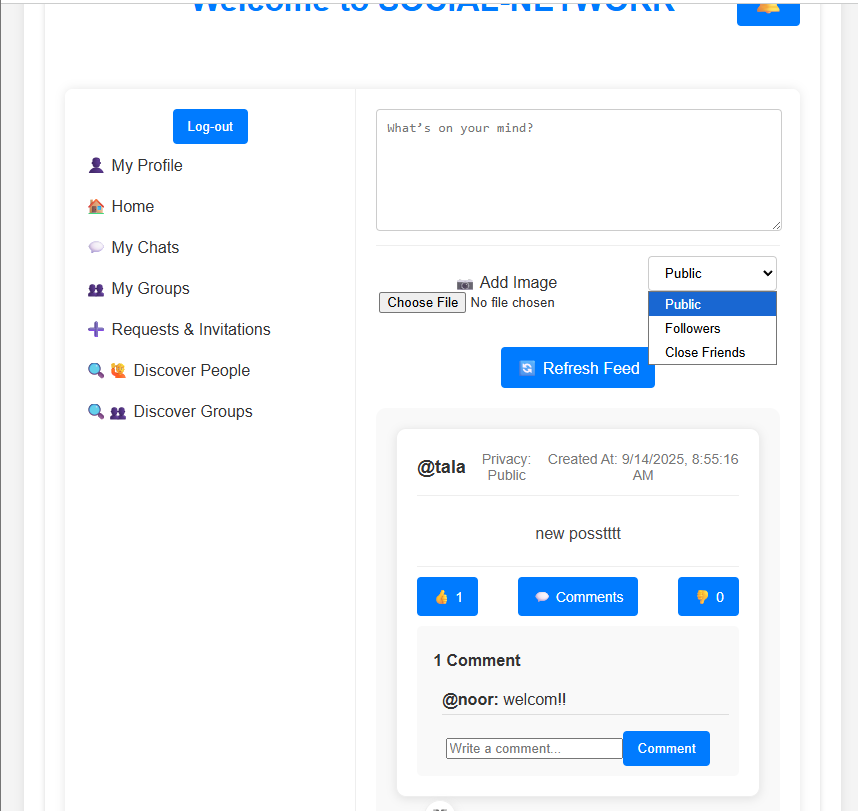 Welcome to SOCIAL-NETWORK
Log-out
My Profile
Home
My Chats
My Groups
Requests & Invitations
Discover People
Discover Groups
What's on your mind?
Add Image
Choose File No file chosen
Public
Public
Followers
Close Friends
Refresh Feed
@tala
Privacy:
Public
Created At: 9/14/2025, 8:55:16
AM
new posstttt
1
Comments
0
1 Comment
@noor: welcom!!
Write a comment...
Comment